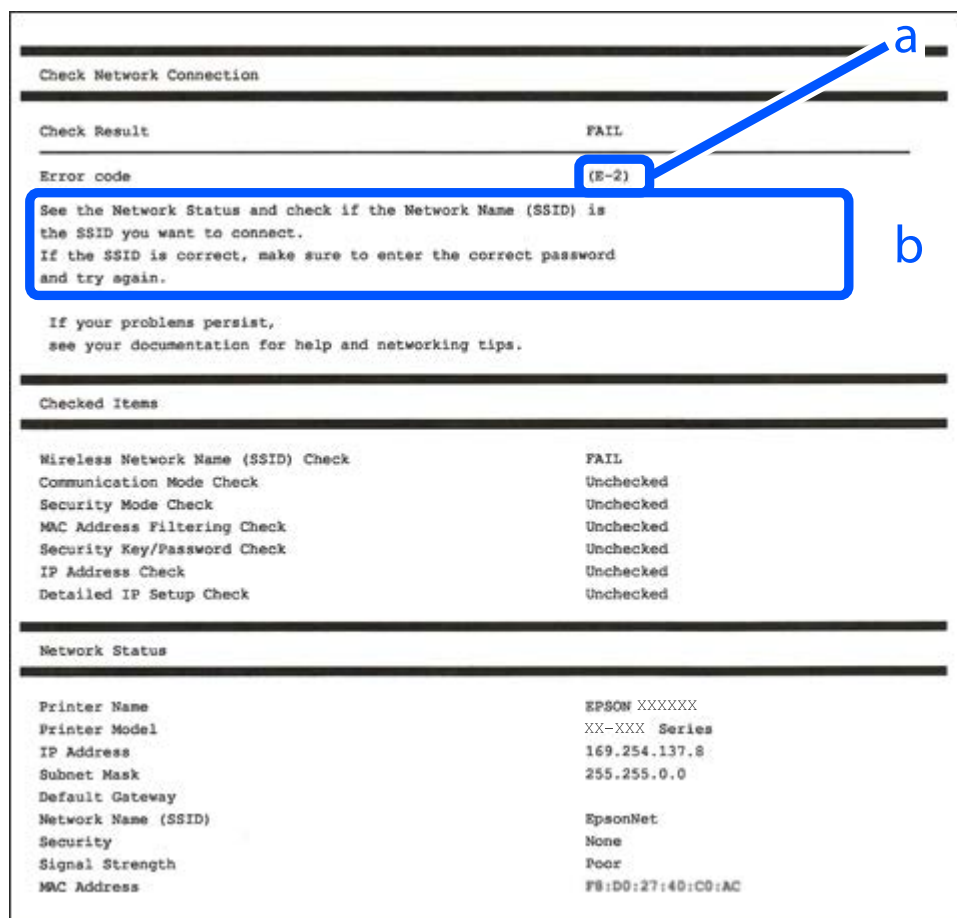 a
Check Network Connection
Check Result FAIL
Error code (E-2)
See the Network Status and check if the Network Name (SSID) is
the SSID you want to connect.
If the SSID is correct, make sure to enter the correct password
and try again.
b
If your problems persist,
see your documentation for help and networking tips.
Checked Items
Wireless Network Name (SSID) Check FAIL
Communication Mode Check Unchecked
Security Mode Check Unchecked
MAC Address Filtering Check Unchecked
Security Key/Password Check Unchecked
IP Address Check Unchecked
Detailed IP Setup Check Unchecked
Network Status
Printer Name EPSON XXXXXX
Printer Model XX-XXX Series
IP Address 169.254.137.8
Subnet Mask 255.255.0.0
Default Gateway
Network Name (SSID) EpsonNet
Security None
Signal Strength Poor
MAC Address F8:D0:27:40:C0:AC